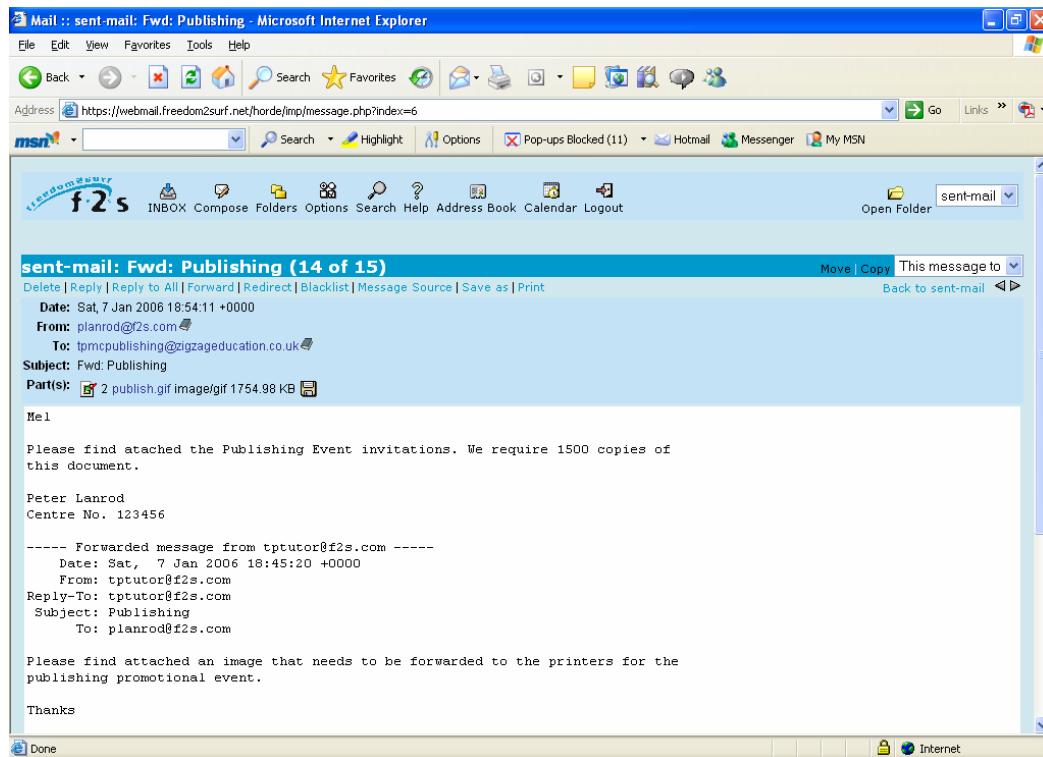 Mail :: sent-mail: Fwd: Publishing - Microsoft Internet Explorer
File Edit View Favorites Tools Help
Back Search Favorites
Address https://webmail.freedom2surf.net/horde/imp/message.php?index=6 Go Links »
msn Search Highlight Options Pop-ups Blocked (11) Hotmail Messenger My MSN
freedom2surf
f2s INBOX Compose Folders Options Search Help Address Book Calendar Logout Open Folder sent-mail
sent-mail: Fwd: Publishing (14 of 15) Move | Copy This message to
Delete | Reply | Reply to All | Forward | Redirect | Blacklist | Message Source | Save as | Print Back to sent-mail
Date: Sat, 7 Jan 2006 18:54:11 +0000
From: planrod@f2s.com
To: tpmcpublishing@zigzageducation.co.uk
Subject: Fwd: Publishing
Part(s): 2 publish.gif image/gif 1754.98 KB
Mel
Please find atached the Publishing Event invitations. We require 1500 copies of
this document.
Peter Lanrod
Centre No. 123456
----- Forwarded message from tptutor@f2s.com -----
Date: Sat, 7 Jan 2006 18:45:20 +0000
From: tptutor@f2s.com
Reply-To: tptutor@f2s.com
Subject: Publishing
To: planrod@f2s.com
Please find attached an image that needs to be forwarded to the printers for the
publishing promotional event.
Thanks
Done Internet